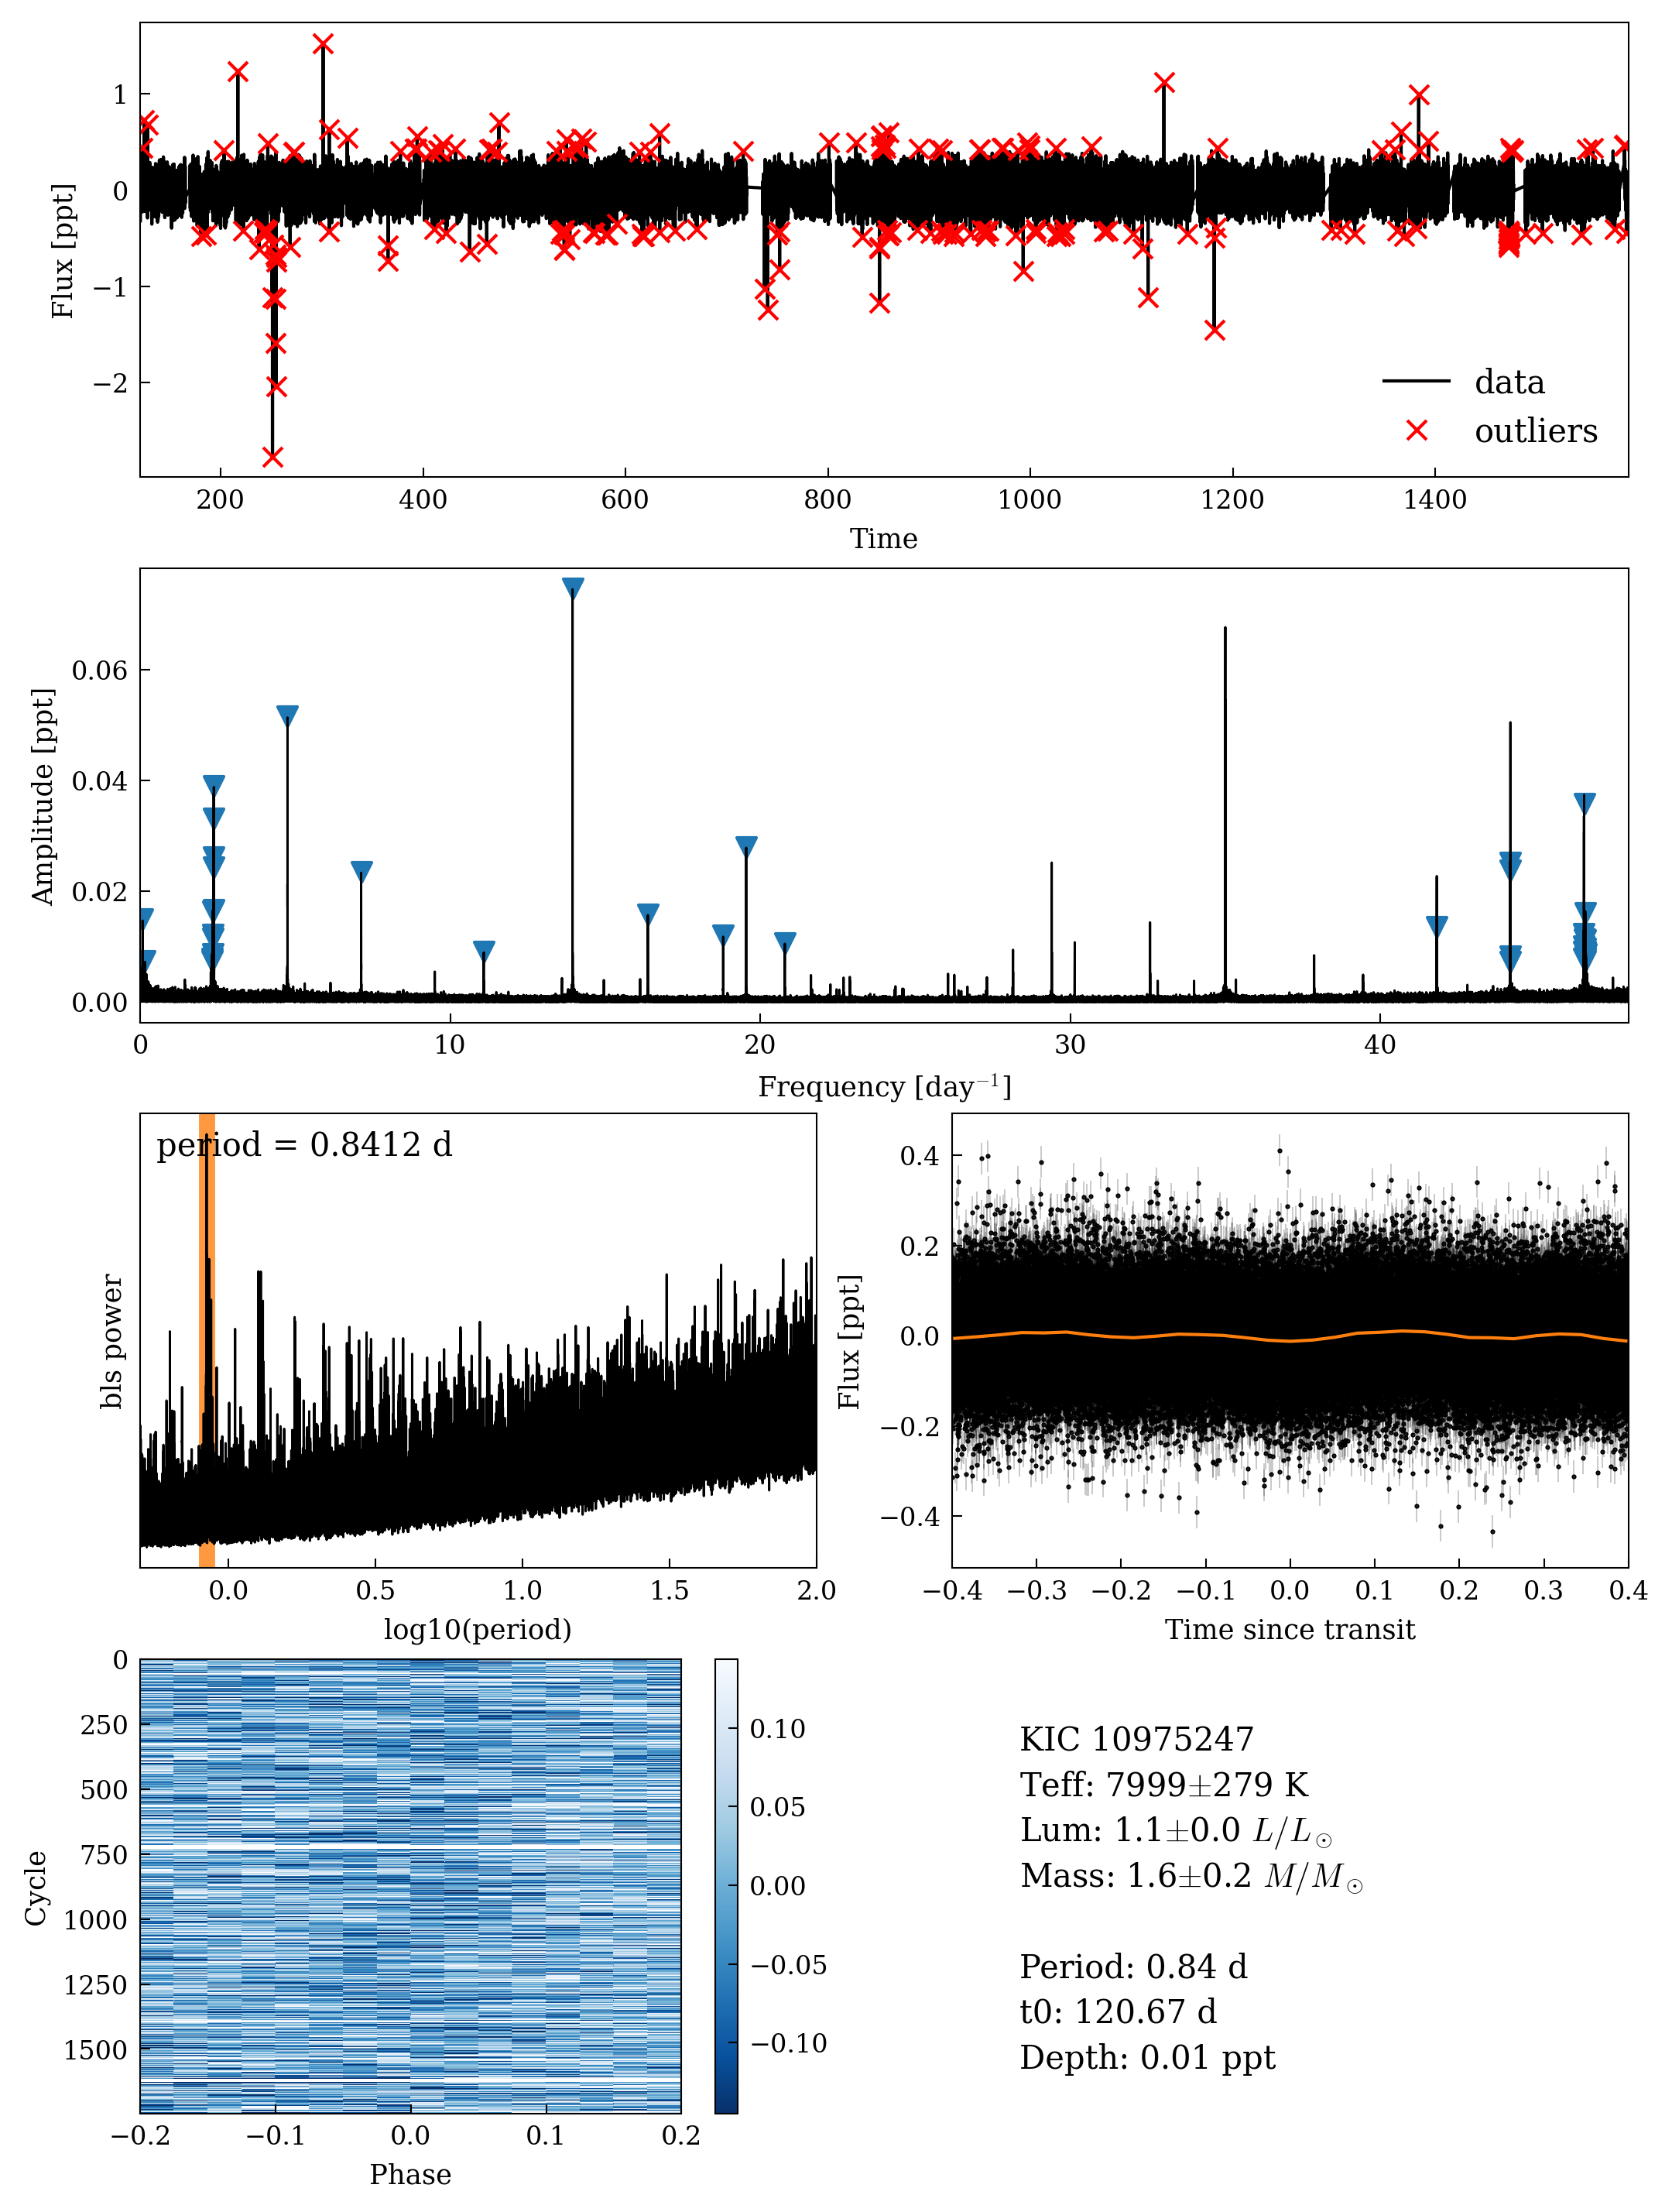 1
0
−1
−2
Flux [ppt]
data
outliers
200 400 600 800 1000 1200 1400
Time
0.06
0.04
0.02
0.00
Amplitude [ppt]
0 10 20 30 40
Frequency [day⁻¹]
period = 0.8412 d
bls power
0.0 0.5 1.0 1.5 2.0
log10(period)
0.4
0.2
0.0
−0.2
−0.4
Flux [ppt]
−0.4 −0.3 −0.2 −0.1 0.0 0.1 0.2 0.3 0.4
Time since transit
0
250
500
750
1000
1250
1500
Cycle
−0.2 −0.1 0.0 0.1 0.2
Phase
0.10
0.05
0.00
−0.05
−0.10
KIC 10975247
Teff: 7999±279 K
Lum: 1.1±0.0 L/L⊙
Mass: 1.6±0.2 M/M⊙
Period: 0.84 d
t0: 120.67 d
Depth: 0.01 ppt